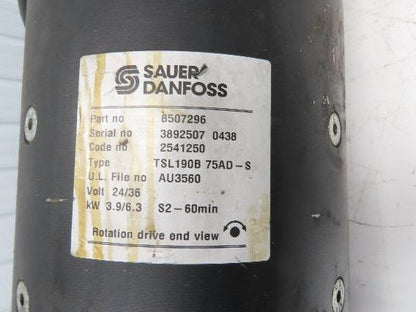 SAUER
DANFOSS
Part no 8507296
Serial no 3892507 0438
Code no 2541250
Type TSL190B 75AD-S
U.L. File no AU3560
Volt 24/36
kW 3.9/6.3 S2-60min
Rotation drive end view